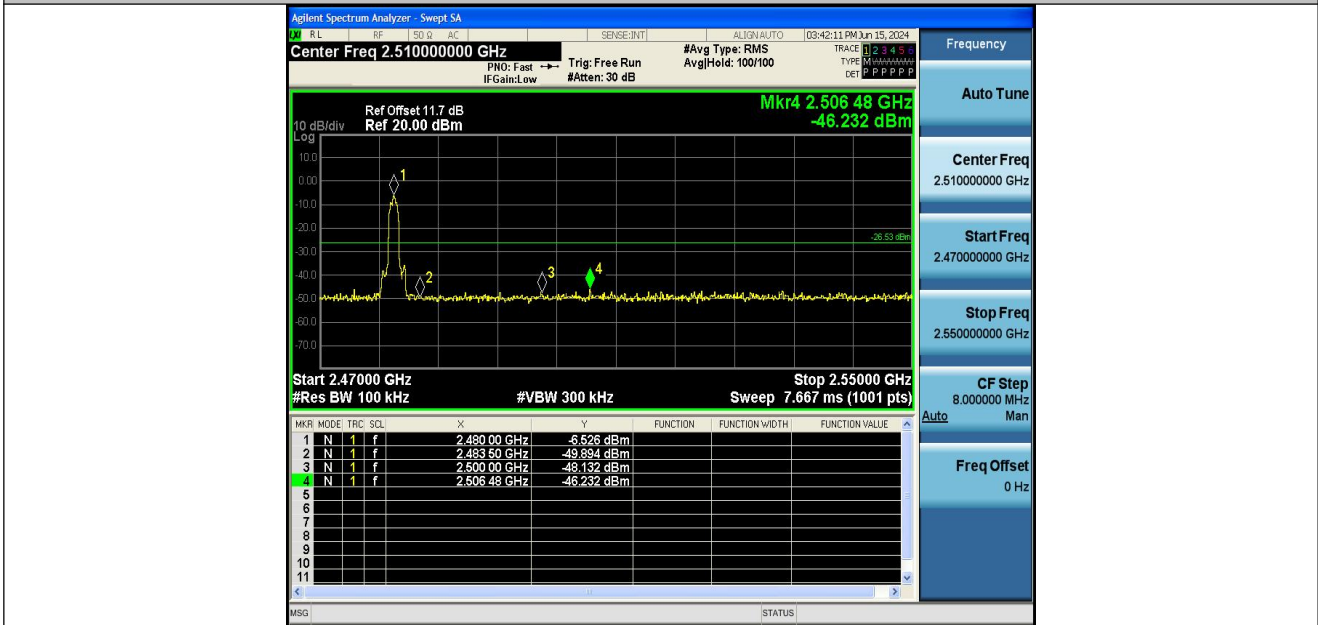 Agilent Spectrum Analyzer - Swept SA
LXI RL RF 50 Ω AC SENSE:INT ALIGNAUTO 03:42:11 PM Jun 15, 2024
Center Freq 2.510000000 GHz
PNO: Fast
IFGain:Low
Trig: Free Run
#Atten: 30 dB
#Avg Type: RMS
Avg|Hold: 100/100
TRACE 1 2 3 4 5 6
TYPE
DET P P P P P P
Ref Offset 11.7 dB
Ref 20.00 dBm
10 dB/div
Log
Mkr4 2.506 48 GHz
-46.232 dBm
10.0
0.00
-10.0
-20.0
-30.0
-40.0
-50.0
-60.0
-70.0
1
2
3
4
-26.53 dBm
Start 2.47000 GHz Stop 2.55000 GHz
#Res BW 100 kHz #VBW 300 kHz Sweep 7.667 ms (1001 pts)
MKR MODE TRC SCL X Y FUNCTION FUNCTION WIDTH FUNCTION VALUE
1 N 1 f 2.480 00 GHz -6.526 dBm
2 N 1 f 2.483 50 GHz -49.894 dBm
3 N 1 f 2.500 00 GHz -48.132 dBm
4 N 1 f 2.506 48 GHz -46.232 dBm
5
6
7
8
9
10
11
MSG STATUS
Frequency
Auto Tune
Center Freq
2.510000000 GHz
Start Freq
2.470000000 GHz
Stop Freq
2.550000000 GHz
CF Step
8.000000 MHz
Auto Man
Freq Offset
0 Hz